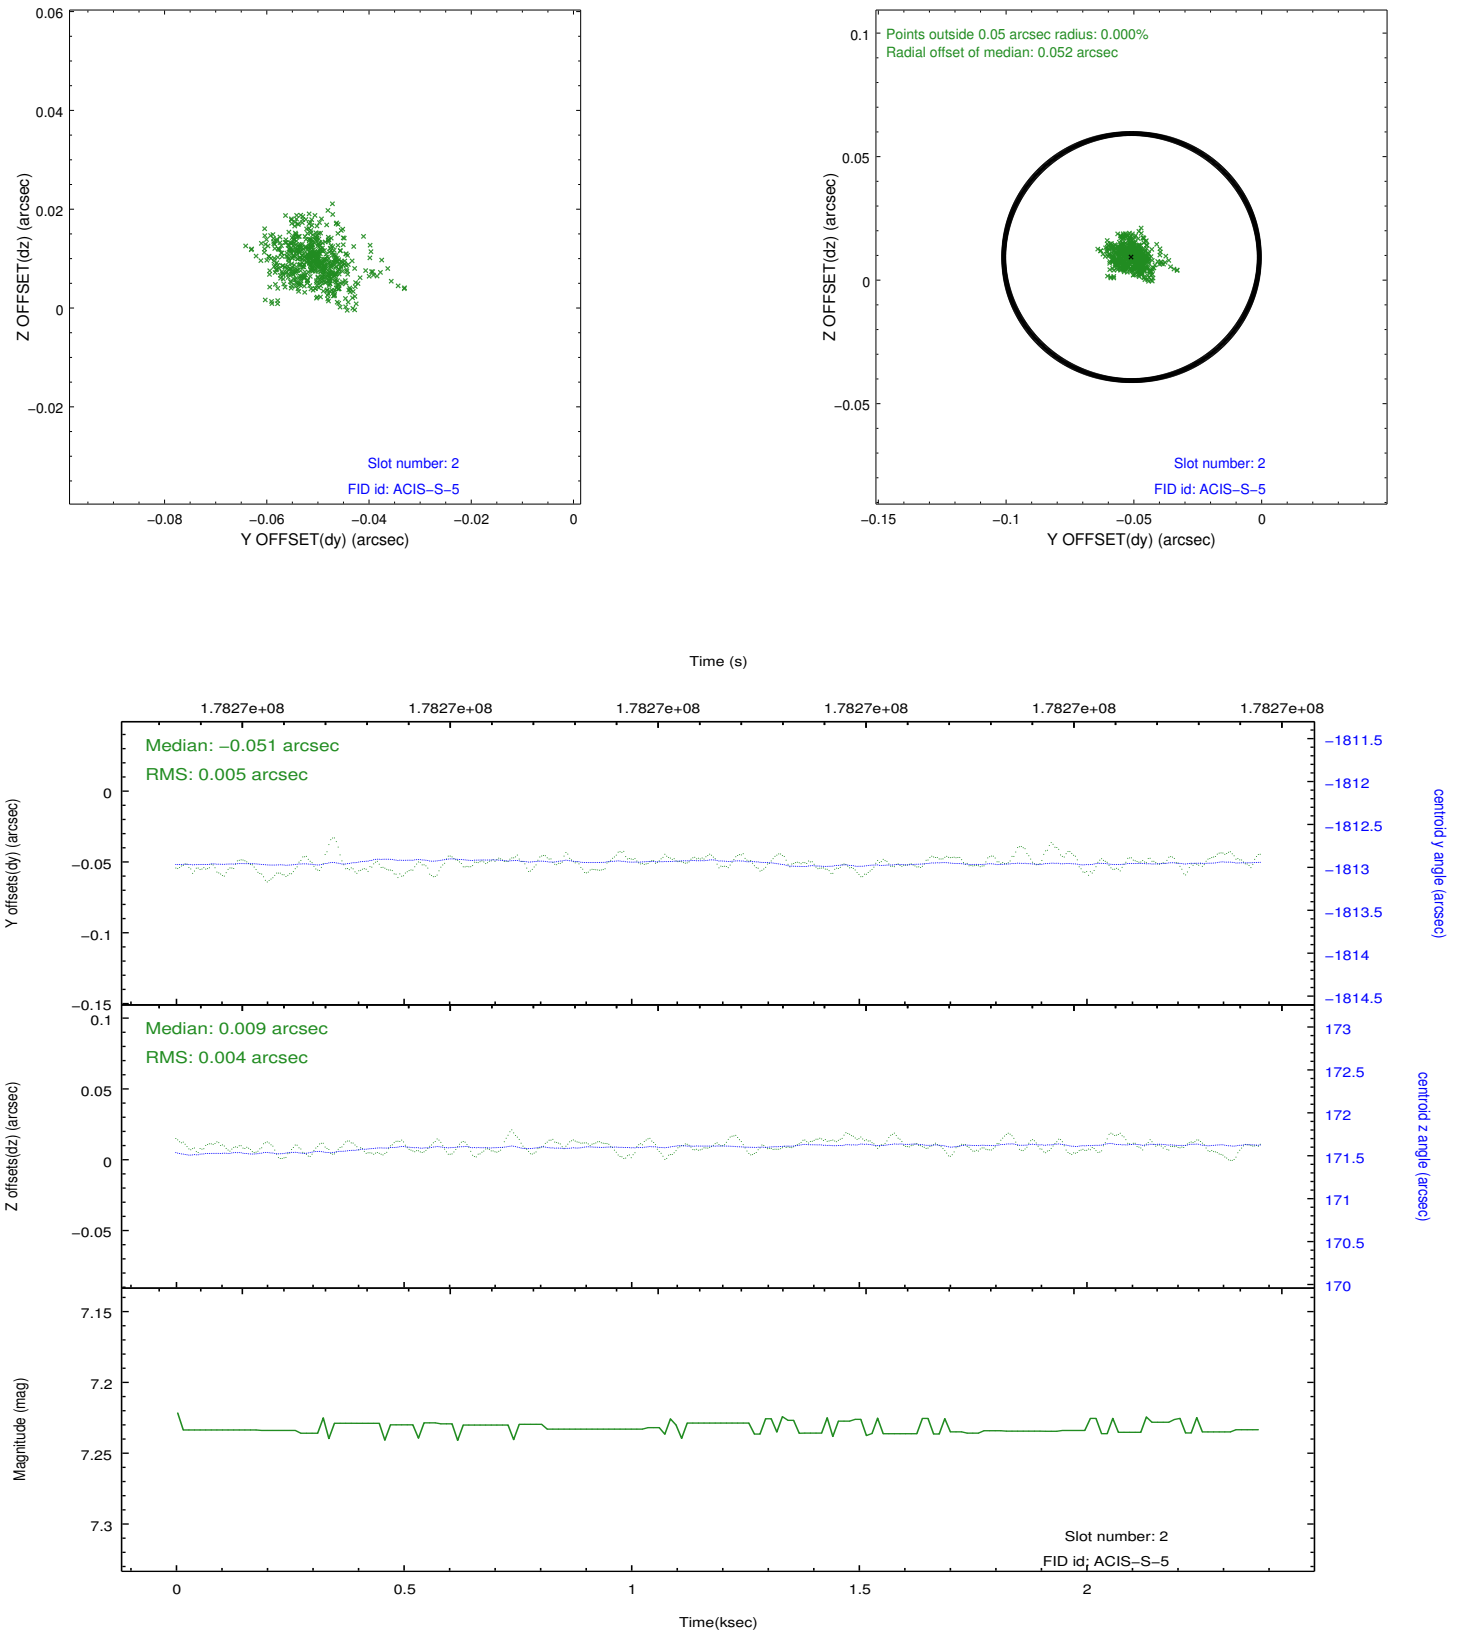 0.06
0.04
0.02
0
−0.02
Z OFFSET(dz) (arcsec)
Slot number: 2
FID id: ACIS−S−5
−0.08 −0.06 −0.04 −0.02 0
Y OFFSET(dy) (arcsec)
Points outside 0.05 arcsec radius: 0.000%
Radial offset of median: 0.052 arcsec
0.1
0.05
0
−0.05
Z OFFSET(dz) (arcsec)
Slot number: 2
FID id: ACIS−S−5
−0.15 −0.1 −0.05 0
Y OFFSET(dy) (arcsec)
Time (s)
1.7827e+08 1.7827e+08 1.7827e+08 1.7827e+08 1.7827e+08 1.7827e+08
Median: −0.051 arcsec
RMS: 0.005 arcsec
0
−0.05
−0.1
−0.15
Y offsets(dy) (arcsec)
−1811.5
−1812
−1812.5
−1813
−1813.5
−1814
−1814.5
centroid y angle (arcsec)
Median: 0.009 arcsec
RMS: 0.004 arcsec
0.1
0.05
0
−0.05
Z offsets(dz) (arcsec)
173
172.5
172
171.5
171
170.5
170
centroid z angle (arcsec)
7.15
7.2
7.25
7.3
Magnitude (mag)
Slot number: 2
FID id: ACIS−S−5
0 0.5 1 1.5 2
Time(ksec)